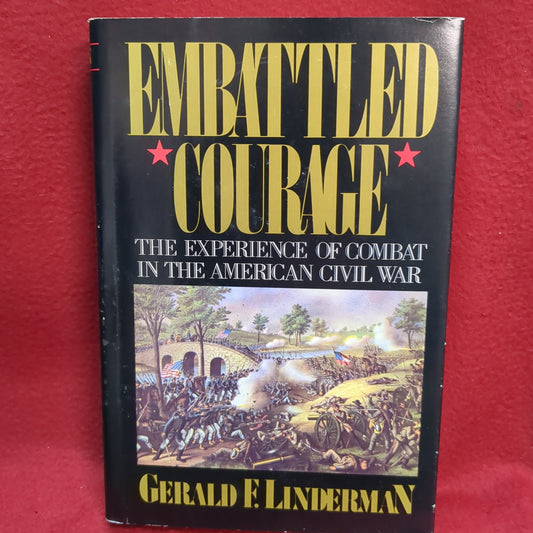 EMBATTLED
COURAGE
THE EXPERIENCE OF COMBAT
IN THE AMERICAN CIVIL WAR
GERALD F. LINDERMAN